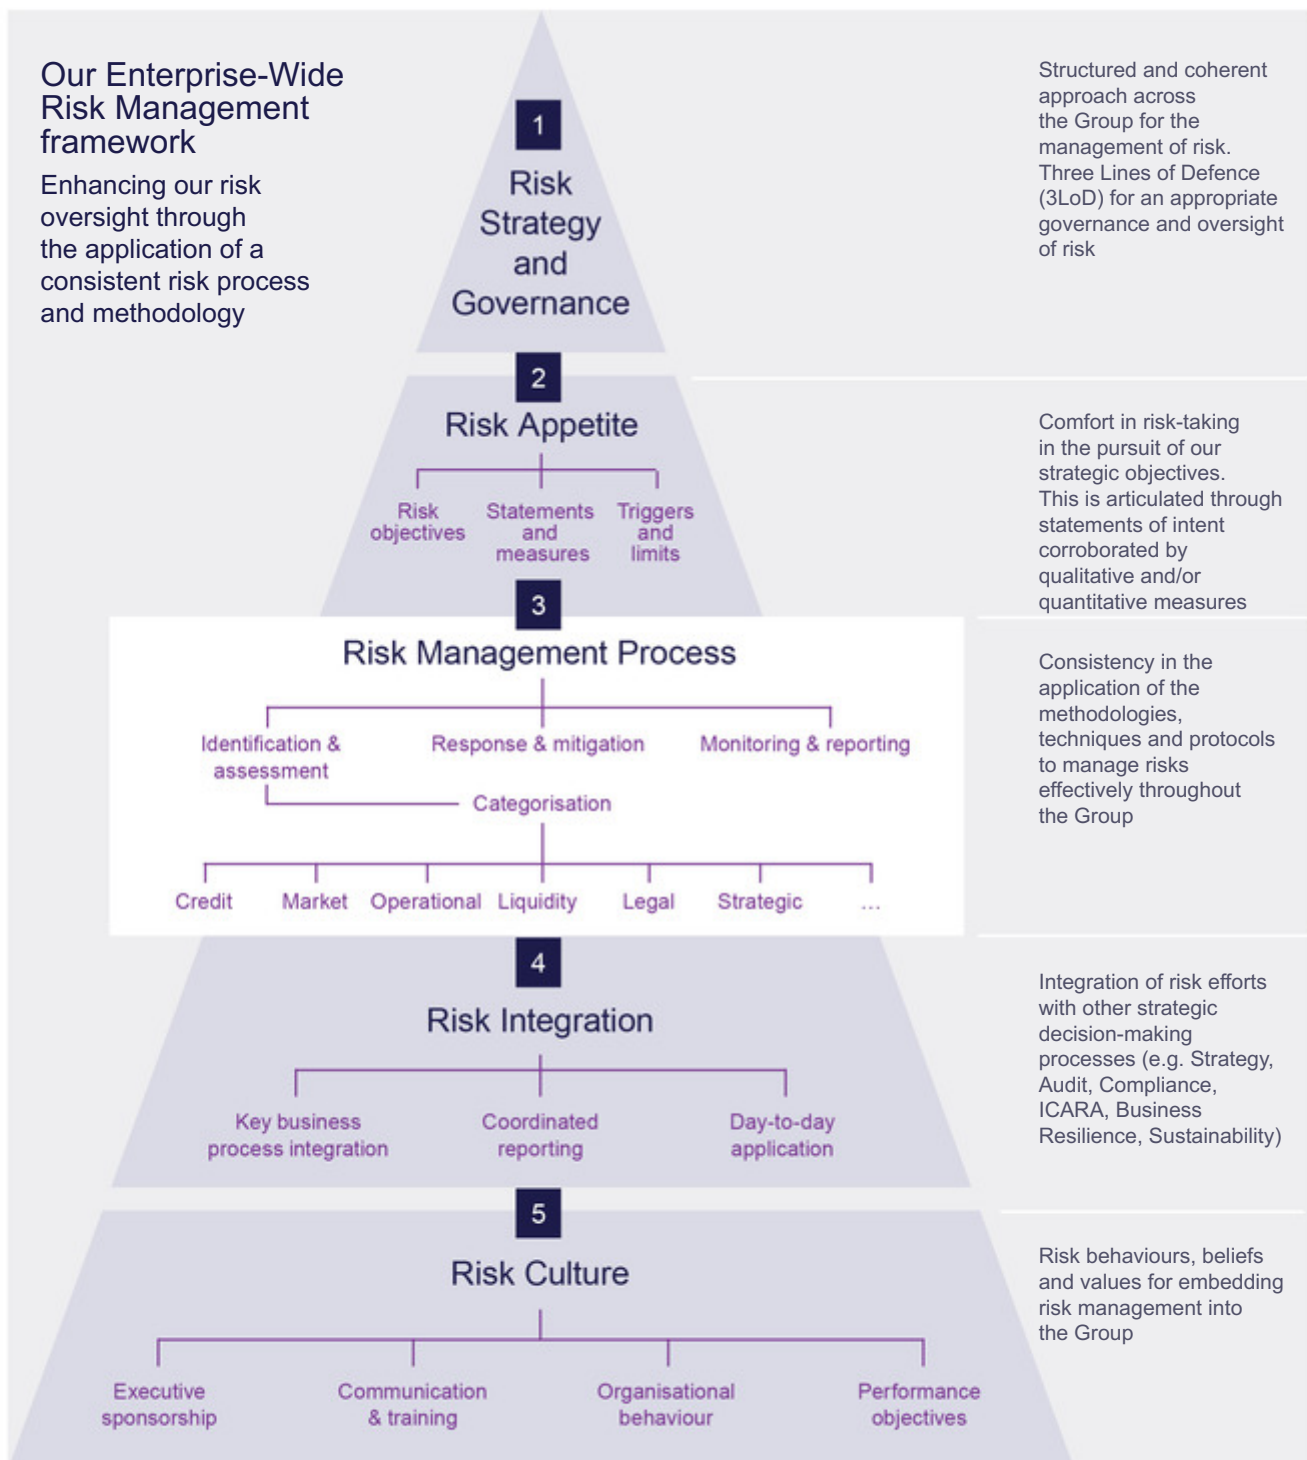 Our Enterprise-Wide
Risk Management
framework
Enhancing our risk
oversight through
the application of a
consistent risk process
and methodology
1
Risk
Strategy
and
Governance
Structured and coherent
approach across
the Group for the
management of risk.
Three Lines of Defence
(3LoD) for an appropriate
governance and oversight
of risk
2
Risk Appetite
Risk
objectives
Statements
and
measures
Triggers
and
limits
Comfort in risk-taking
in the pursuit of our
strategic objectives.
This is articulated through
statements of intent
corroborated by
qualitative and/or
quantitative measures
3
Risk Management Process
Identification &
assessment
Response & mitigation
Monitoring & reporting
Categorisation
Credit
Market
Operational
Liquidity
Legal
Strategic
...
Consistency in the
application of the
methodologies,
techniques and protocols
to manage risks
effectively throughout
the Group
4
Risk Integration
Key business
process integration
Coordinated
reporting
Day-to-day
application
Integration of risk efforts
with other strategic
decision-making
processes (e.g. Strategy,
Audit, Compliance,
ICARA, Business
Resilience, Sustainability)
5
Risk Culture
Executive
sponsorship
Communication
& training
Organisational
behaviour
Performance
objectives
Risk behaviours, beliefs
and values for embedding
risk management into
the Group